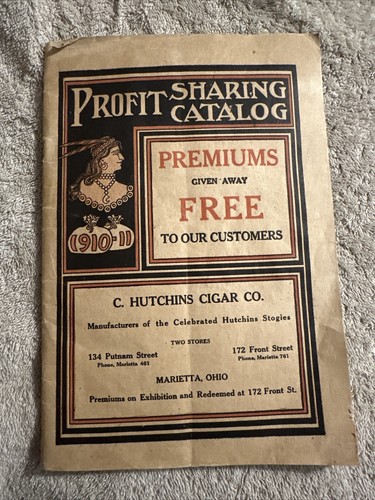 PROFIT SHARING
CATALOG
1910-11
PREMIUMS
GIVEN AWAY
FREE
TO OUR CUSTOMERS
C. HUTCHINS CIGAR CO.
Manufacturers of the Celebrated Hutchins Stogies
TWO STORES
134 Putnam Street
Phone, Marietta 461
172 Front Street
Phone, Marietta 761
MARIETTA, OHIO
Premiums on Exhibition and Redeemed at 172 Front St.